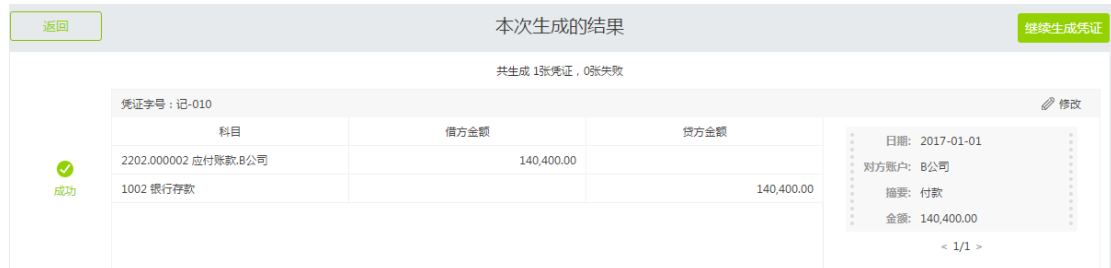 返回 本次生成的结果 继续生成凭证
共生成 1张凭证，0张失败
凭证字号：记-010 修改
科目 借方金额 贷方金额
2202.000002 应付账款.B公司 140,400.00
1002 银行存款 140,400.00
成功
日期: 2017-01-01
对方账户: B公司
摘要: 付款
金额: 140,400.00
< 1/1 >